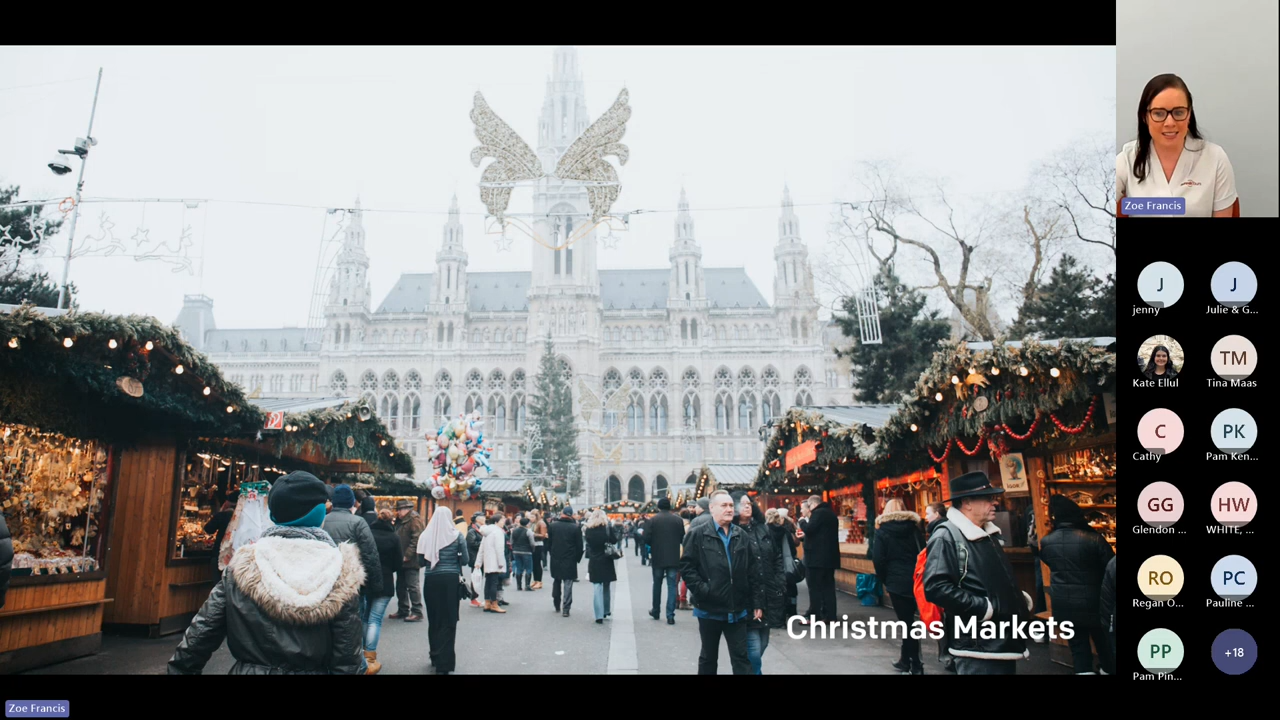 Christmas Markets
Zoe Francis
Zoe Francis
J
jenny
J
Julie & G...
Kate Ellul
TM
Tina Maas
C
Cathy
PK
Pam Ken...
GG
Glendon ...
HW
WHITE, ...
RO
Regan O...
PC
Pauline ...
PP
Pam Pin...
+18